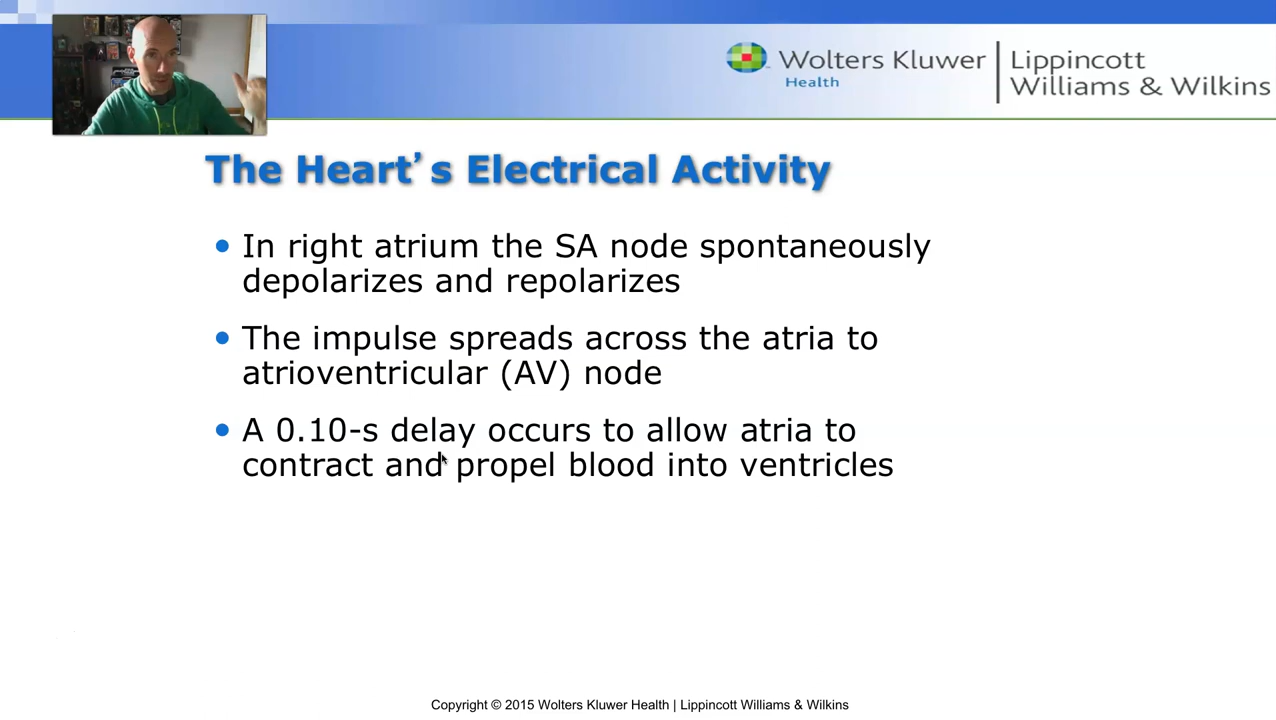 Wolters Kluwer
Health
Lippincott
Williams & Wilkins
The Heart’s Electrical Activity
• In right atrium the SA node spontaneously
depolarizes and repolarizes
• The impulse spreads across the atria to
atrioventricular (AV) node
• A 0.10-s delay occurs to allow atria to
contract and propel blood into ventricles
Copyright © 2015 Wolters Kluwer Health | Lippincott Williams & Wilkins